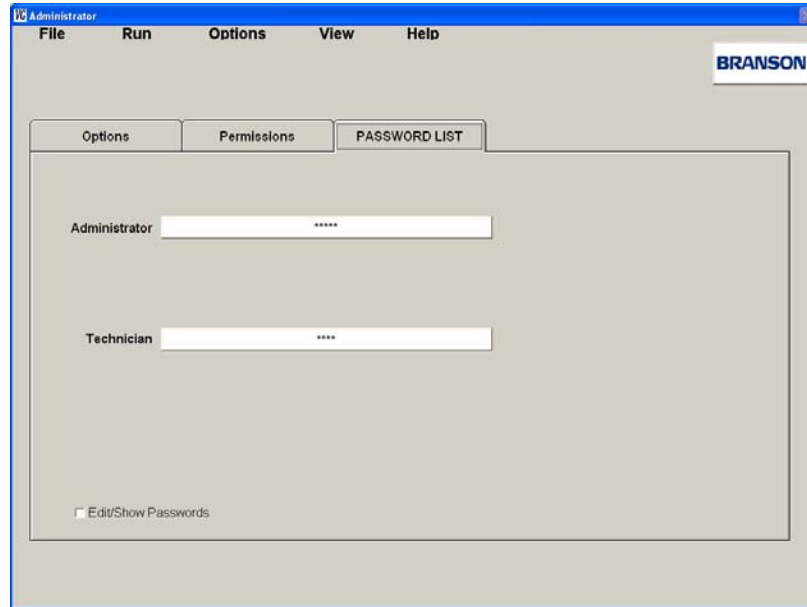 Administrator
File Run Options View Help
BRANSON
Options Permissions PASSWORD LIST
Administrator *****
Technician ****
Edit/Show Passwords